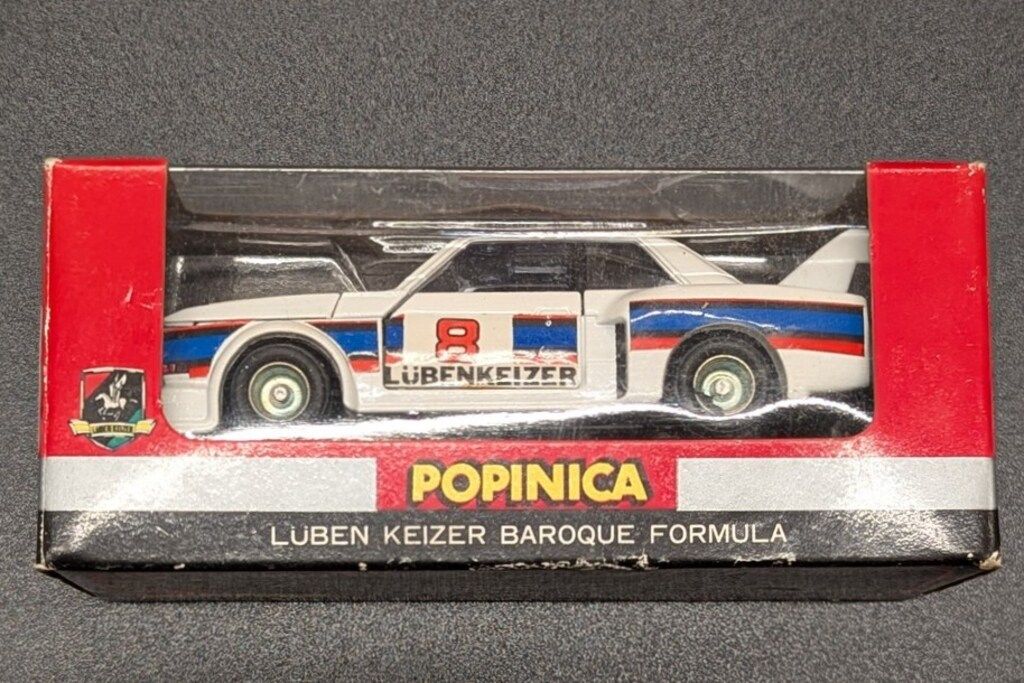 8
LÜBENKEIZER
POPINICA
LÜBEN KEIZER BAROQUE FORMULA